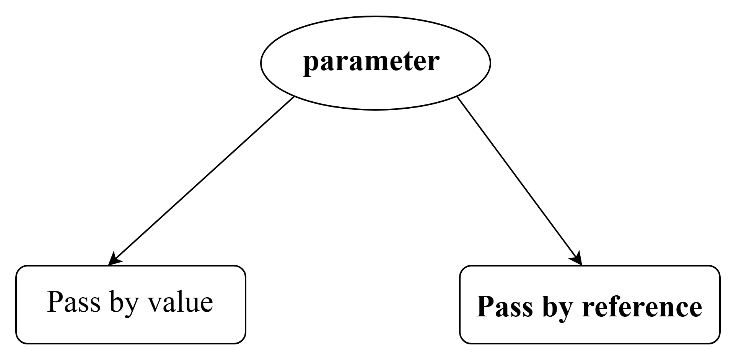 parameter
Pass by value
Pass by reference